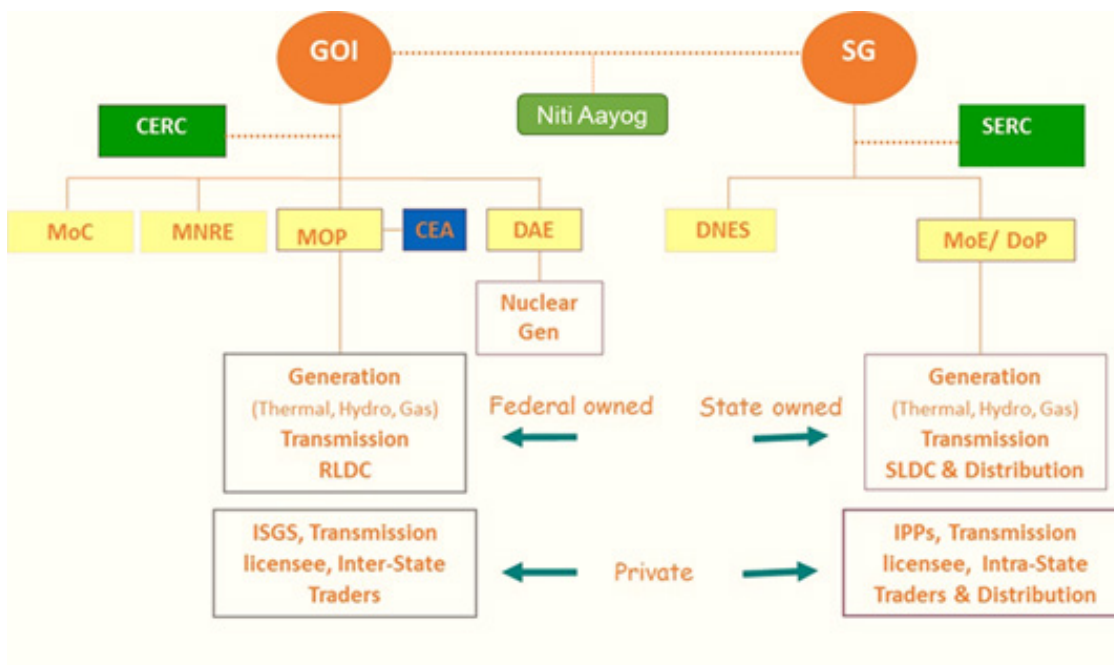 GOI
SG
Niti Aayog
CERC
SERC
MoC
MNRE
MOP
CEA
DAE
DNES
MoE/ DoP
Nuclear
Gen
Generation
(Thermal, Hydro, Gas)
Transmission
RLDC
Federal owned
State owned
Generation
(Thermal, Hydro, Gas)
Transmission
SLDC & Distribution
ISGS, Transmission
licensee, Inter-State
Traders
Private
IPPs, Transmission
licensee, Intra-State
Traders & Distribution